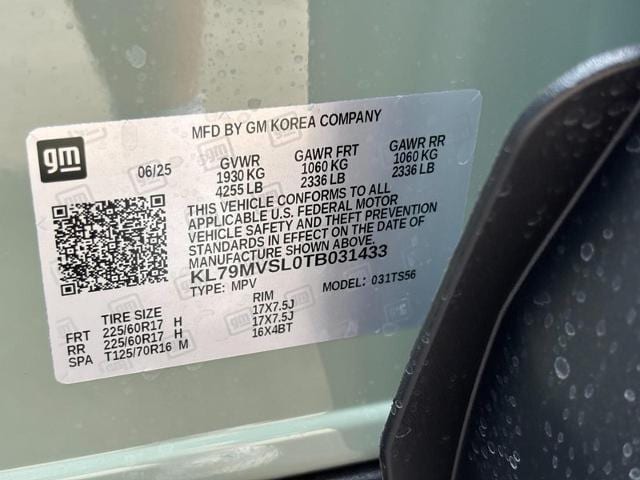 MFD BY GM KOREA COMPANY
gm
06/25
GVWR GAWR FRT GAWR RR
1930 KG 1060 KG 1060 KG
4255 LB 2336 LB 2336 LB
THIS VEHICLE CONFORMS TO ALL
APPLICABLE U.S. FEDERAL MOTOR
VEHICLE SAFETY AND THEFT PREVENTION
STANDARDS IN EFFECT ON THE DATE OF
MANUFACTURE SHOWN ABOVE.
KL79MVSL0TB031433
TYPE: MPV MODEL: 031TS56
TIRE SIZE RIM
FRT 225/60R17 H 17X7.5J
RR 225/60R17 H 17X7.5J
SPA T125/70R16 M 16X4BT